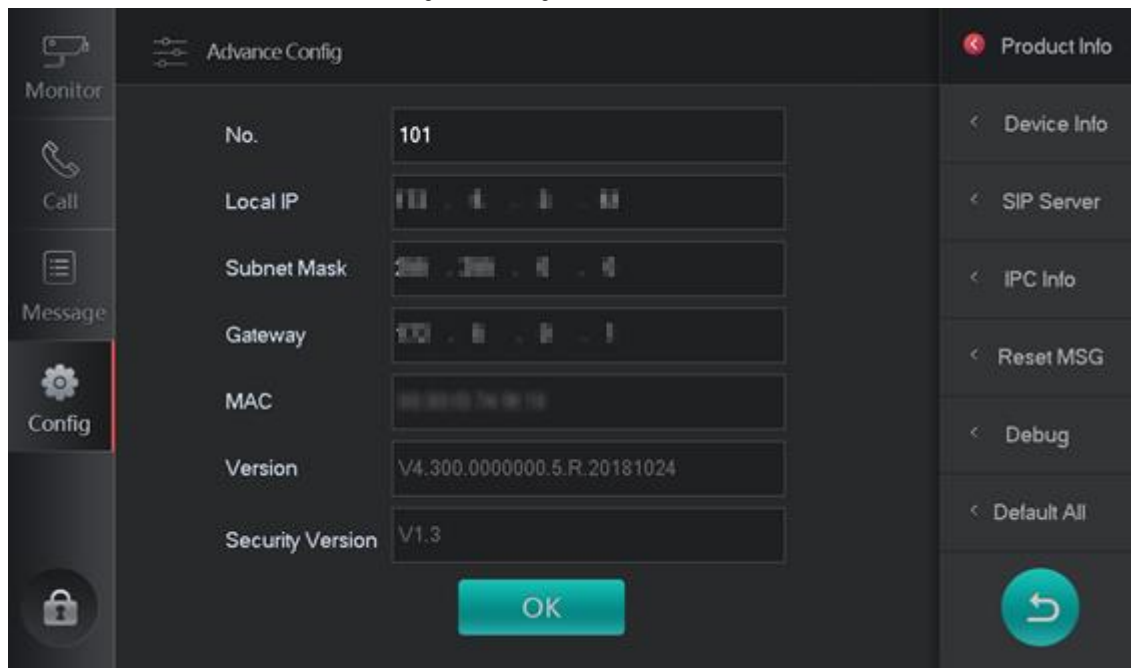 Advance Config
Product Info
Monitor
Call
Message
Config
No. 101
Local IP
Subnet Mask
Gateway
MAC
Version V4.300.0000000.5.R.20181024
Security Version V1.3
OK
Device Info
SIP Server
IPC Info
Reset MSG
Debug
Default All